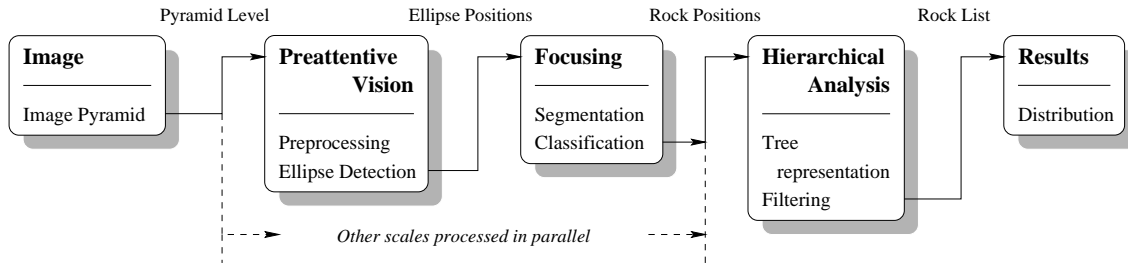 Pyramid Level
Ellipse Positions
Rock Positions
Rock List
Image
Image Pyramid
Preattentive
Vision
Preprocessing
Ellipse Detection
Focusing
Segmentation
Classification
Hierarchical
Analysis
Tree
representation
Filtering
Results
Distribution
Other scales processed in parallel